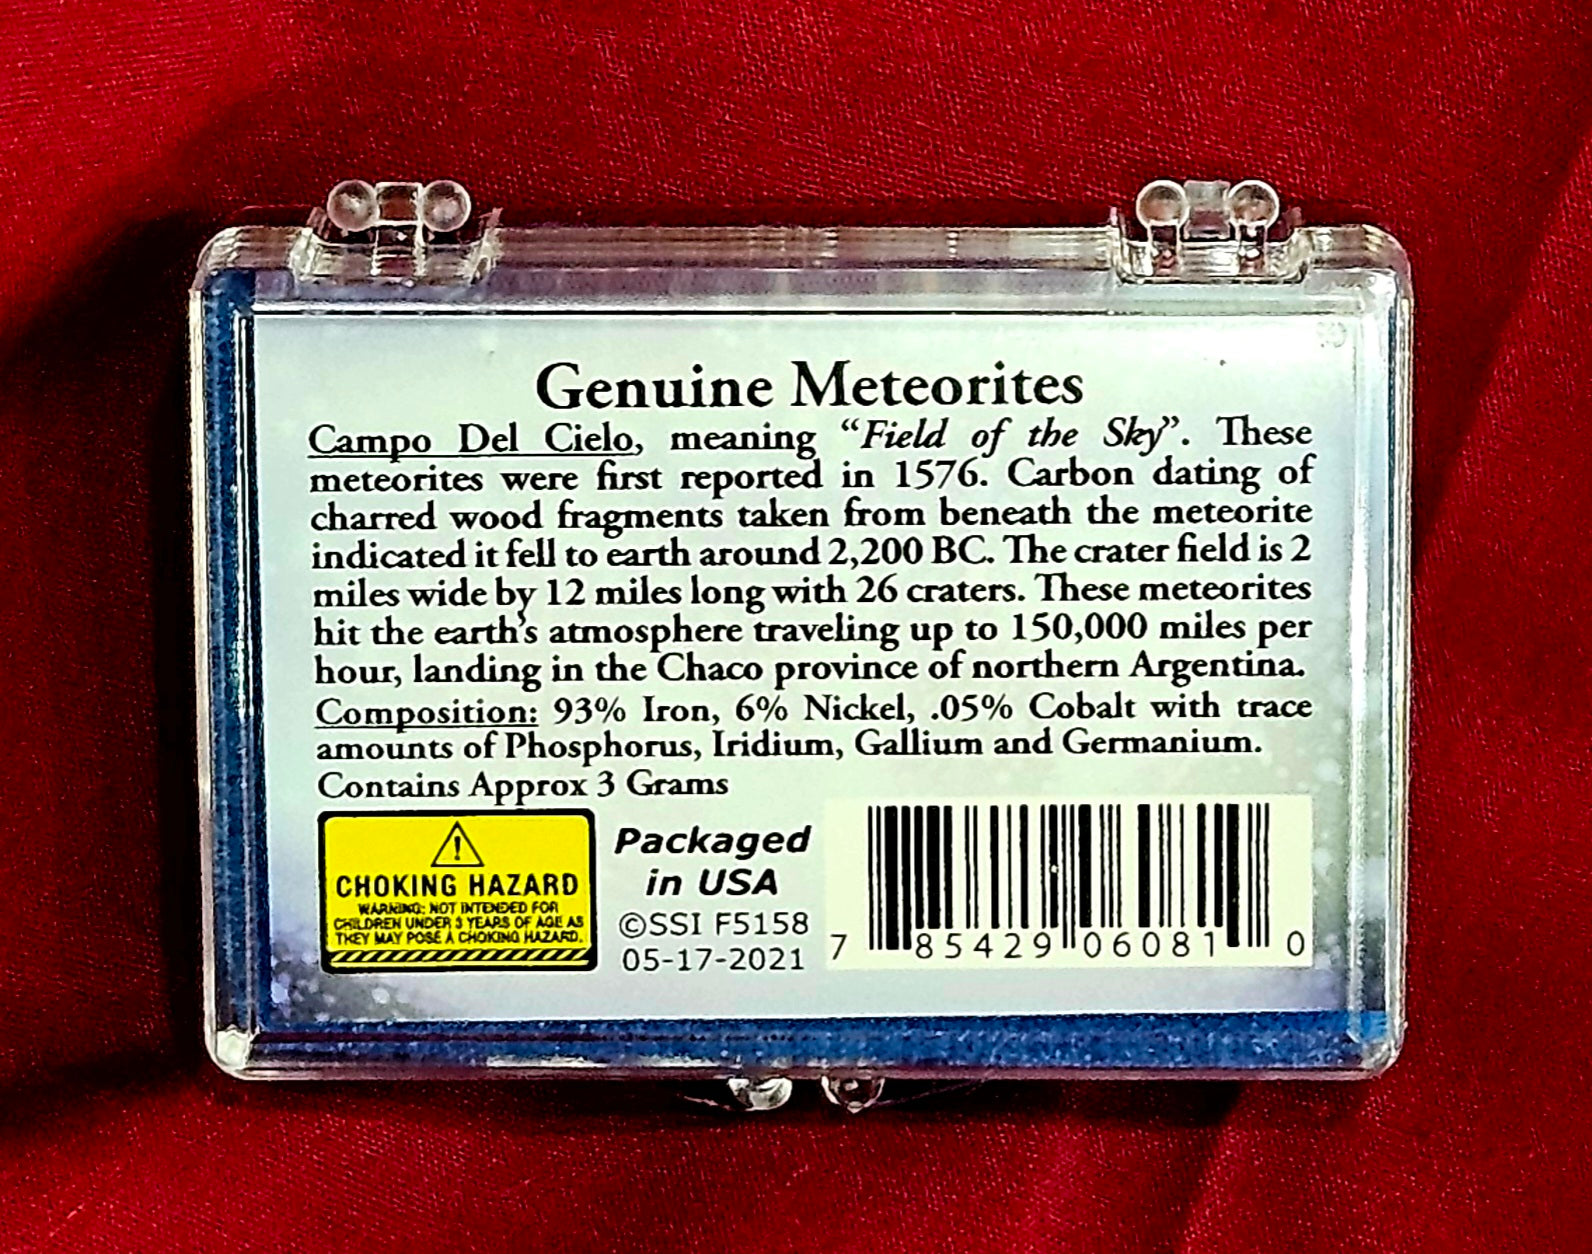 Genuine Meteorites
Campo Del Cielo, meaning “Field of the Sky”. These
meteorites were first reported in 1576. Carbon dating of
charred wood fragments taken from beneath the meteorite
indicated it fell to earth around 2,200 BC. The crater field is 2
miles wide by 12 miles long with 26 craters. These meteorites
hit the earth’s atmosphere traveling up to 150,000 miles per
hour, landing in the Chaco province of northern Argentina.
Composition: 93% Iron, 6% Nickel, .05% Cobalt with trace
amounts of Phosphorus, Iridium, Gallium and Germanium.
Contains Approx 3 Grams
CHOKING HAZARD
WARNING: NOT INTENDED FOR
CHILDREN UNDER 3 YEARS OF AGE AS
THEY MAY POSE A CHOKING HAZARD.
Packaged
in USA
©SSI F5158
05-17-2021
7 85429 06081 0